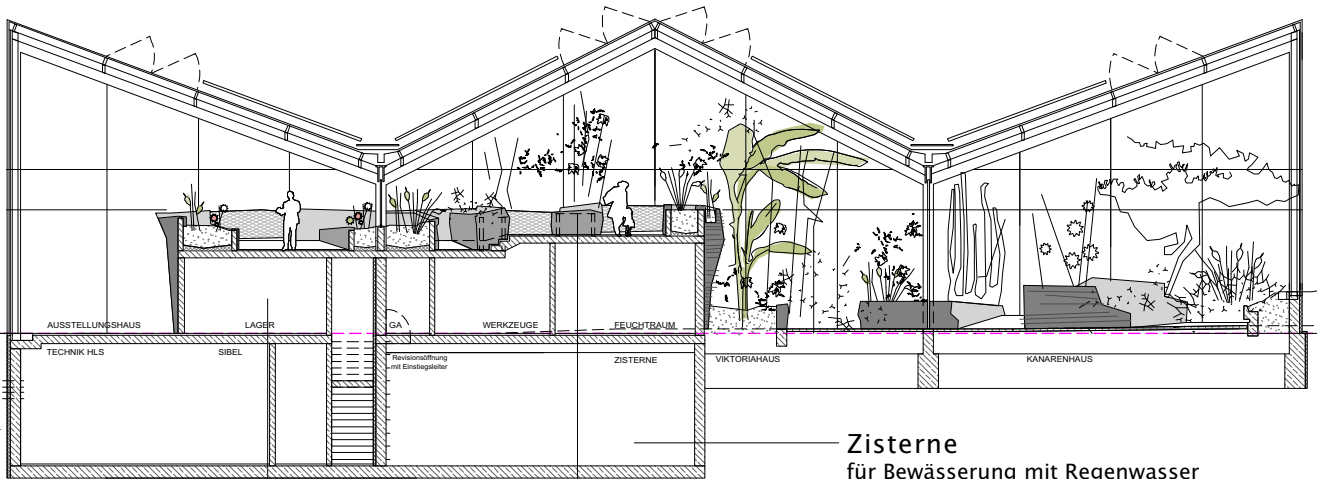 AUSSTELLUNGSHAUS LAGER GA WERKZEUGE FEUCHTRAUM
TECHNIK HLS SIBEL Revisionsöffnung ZISTERNE VIKTORIAHAUS KANARENHAUS
mit Einstiegsleiter
Zisterne
für Bewässerung mit Regenwasser